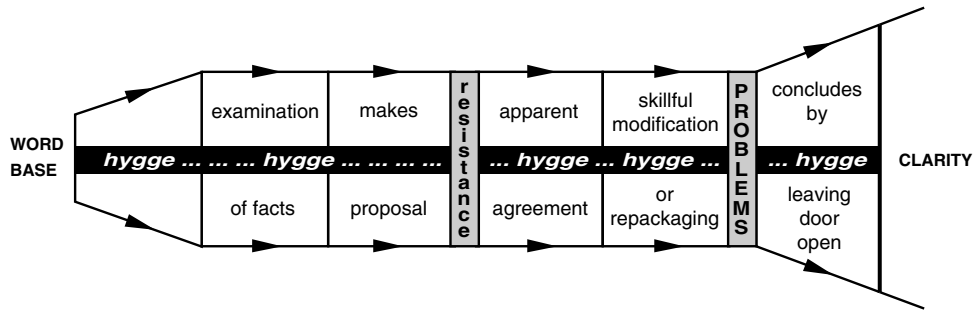 WORD
BASE
examination
of facts
makes
proposal
resistance
apparent
agreement
skillful
modification
or
repackaging
PROBLEMS
concludes
by
leaving
door
open
hygge ... ... ... hygge ... ... ... ...
... hygge ... hygge ...
... hygge
CLARITY